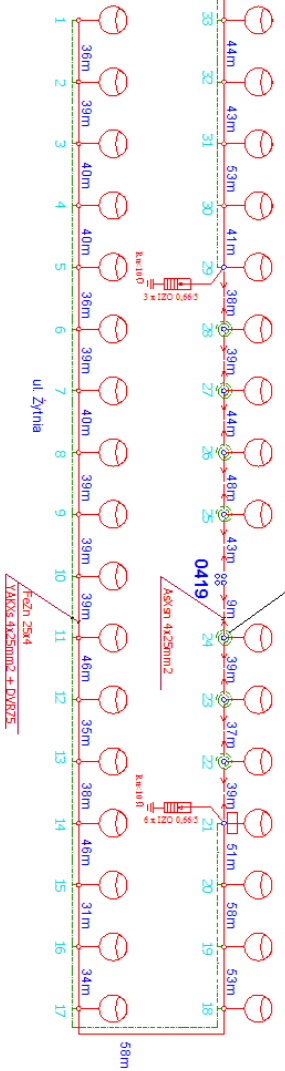 33
44m
32
43m
31
53m
30
41m
29
38m
28
39m
27
44m
26
48m
25
43m
0419
9m
24
39m
23
37m
22
39m
21
51m
20
58m
19
53m
18
3 x IZO 0,66\5
AsXsn 4x25mm2
6 x IZO 0,66\5
1
36m
2
39m
3
40m
4
40m
5
36m
6
39m
7
40m
8
39m
9
39m
10
39m
11
46m
12
35m
13
38m
14
46m
15
31m
16
34m
17
58m
ul. Żytnia
FeZn 25x4
YAKXs 4x25mm2 + DVR75